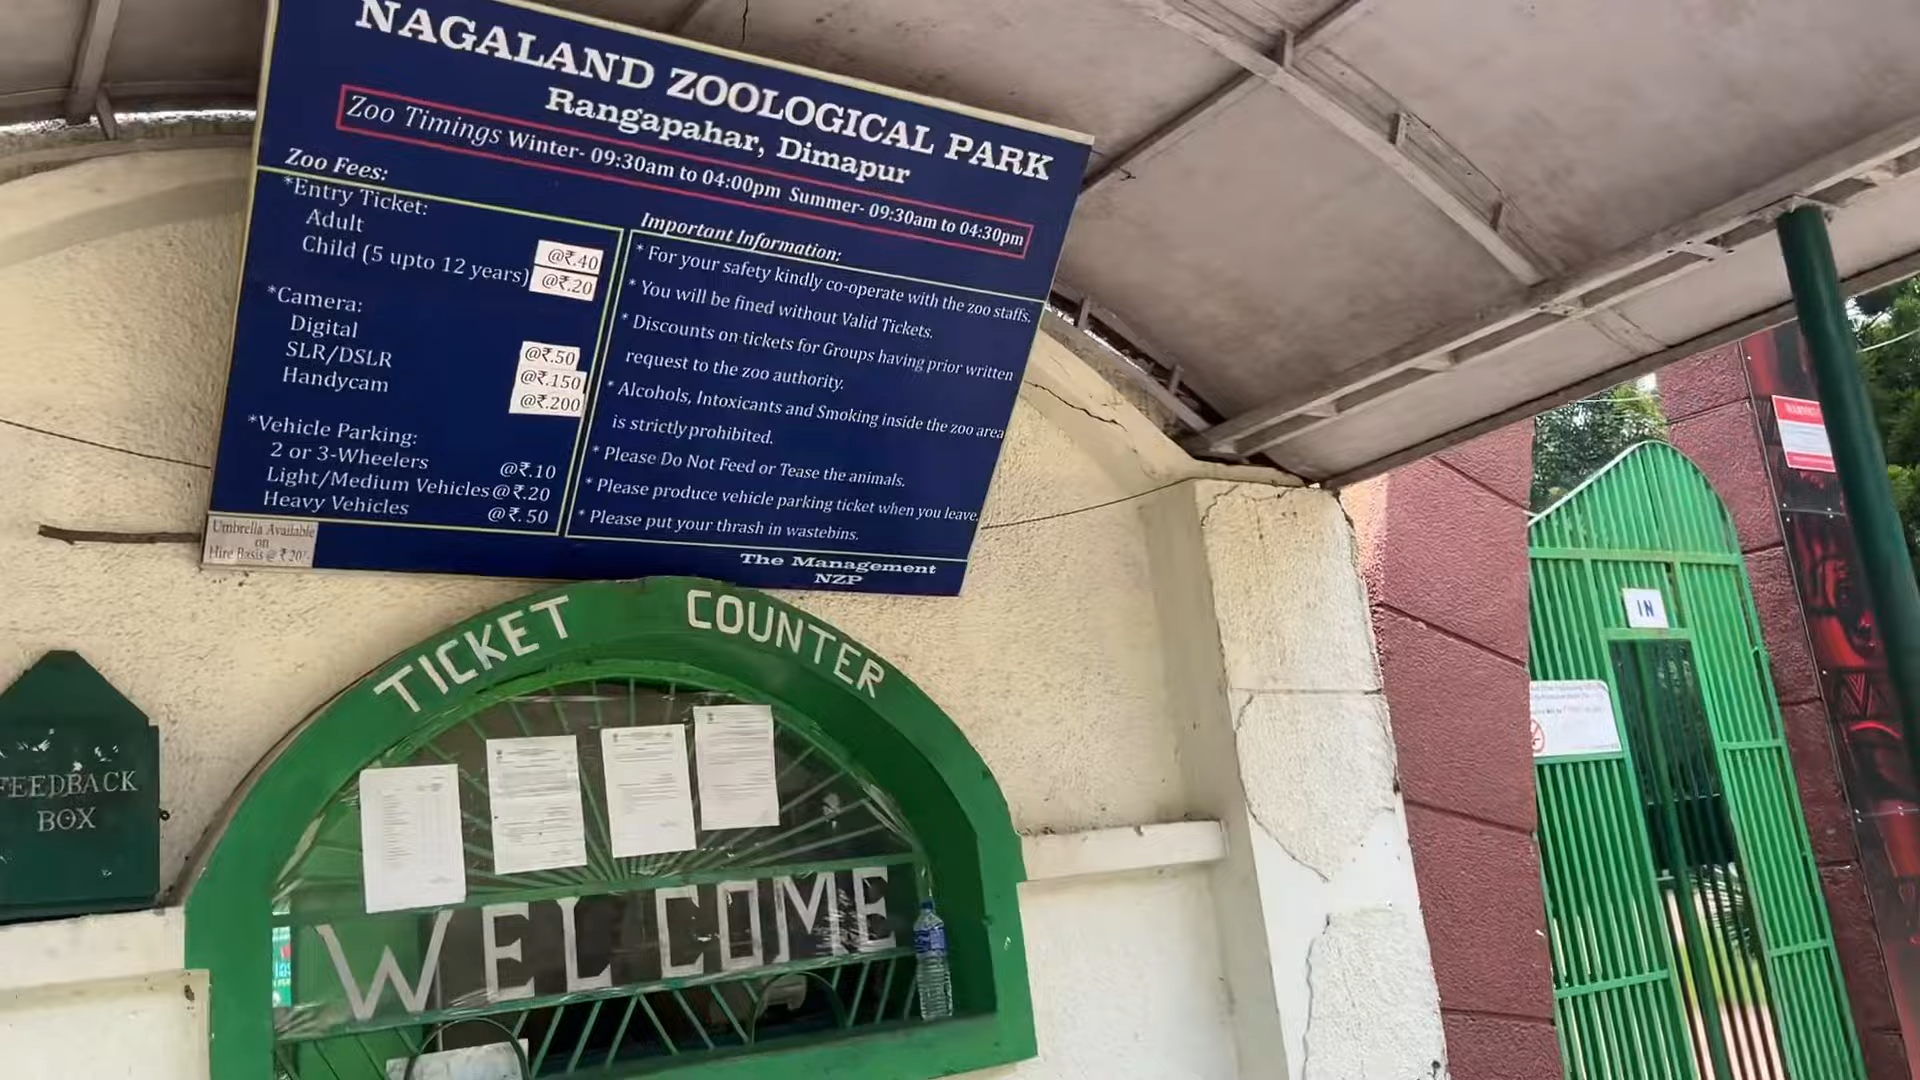 NAGALAND ZOOLOGICAL PARK
Rangapahar, Dimapur
Zoo Timings Winter- 09:30am to 04:00pm Summer- 09:30am to 04:30pm
Zoo Fees:
*Entry Ticket:
Adult @₹.40
Child (5 upto 12 years) @₹.20
*Camera:
Digital @₹.50
SLR/DSLR @₹.150
Handycam @₹.200
*Vehicle Parking:
2 or 3-Wheelers @₹.10
Light/Medium Vehicles @₹.20
Heavy Vehicles @₹. 50
Umbrella Available
on
Hire Basis @ ₹ 20/-
Important Information:
* For your safety kindly co-operate with the zoo staffs.
* You will be fined without Valid Tickets.
* Discounts on tickets for Groups having prior written
request to the zoo authority.
* Alcohols, Intoxicants and Smoking inside the zoo area
is strictly prohibited.
* Please Do Not Feed or Tease the animals.
* Please produce vehicle parking ticket when you leave.
* Please put your thrash in wastebins.
The Management
NZP
TICKET COUNTER
FEEDBACK
BOX
WELCOME
IN